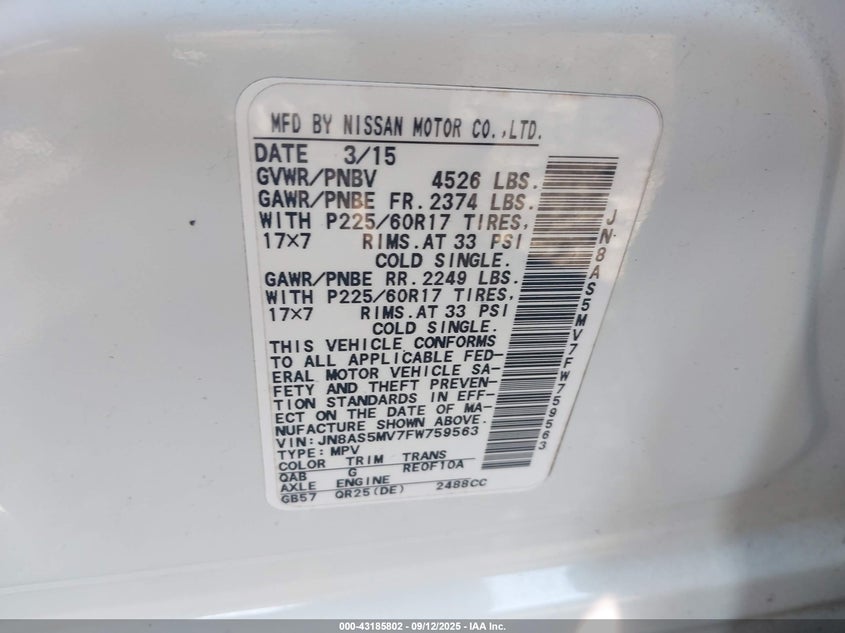 MFD BY NISSAN MOTOR CO.,LTD.
DATE 3/15
GVWR/PNBV 4526 LBS.
GAWR/PNBE FR. 2374 LBS.
WITH P225/60R17 TIRES,
17×7 RIMS. AT 33 PSI
COLD SINGLE.
GAWR/PNBE RR. 2249 LBS.
WITH P225/60R17 TIRES,
17×7 RIMS. AT 33 PSI
COLD SINGLE.
THIS VEHICLE CONFORMS
TO ALL APPLICABLE FED-
ERAL MOTOR VEHICLE SA-
FETY AND THEFT PREVEN-
TION STANDARDS IN EFF-
ECT ON THE DATE OF MA-
NUFACTURE SHOWN ABOVE.
VIN: JN8AS5MV7FW759563
TYPE: MPV
COLOR TRIM TRANS
QAB G RE0F10A
AXLE ENGINE
GB57 QR25(DE) 2488CC
JN8AS5MV7FW759563
000-43185802 - 09/12/2025 - IAA Inc.